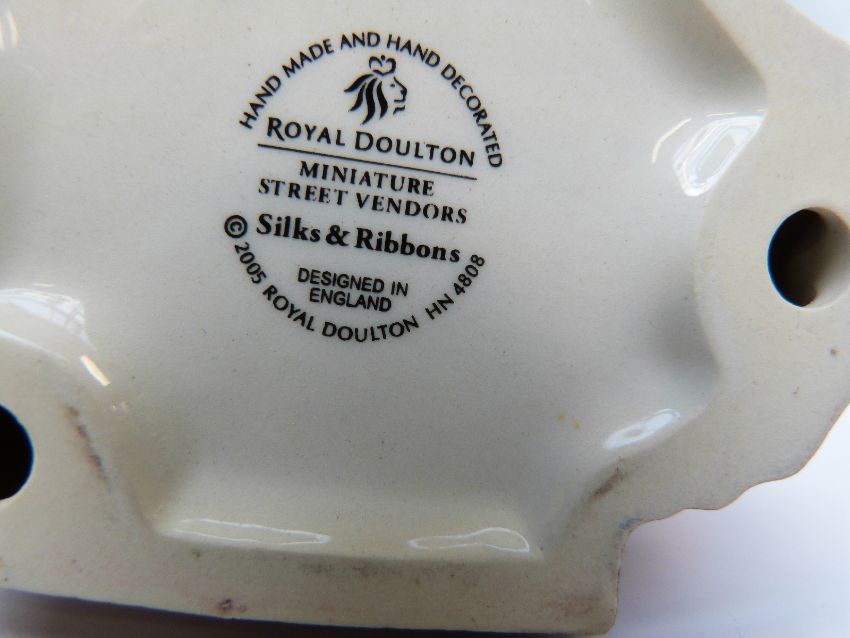 HAND MADE AND HAND DECORATED
ROYAL DOULTON
MINIATURE
STREET VENDORS
Silks & Ribbons
DESIGNED IN
ENGLAND
© 2005 ROYAL DOULTON HN 4808